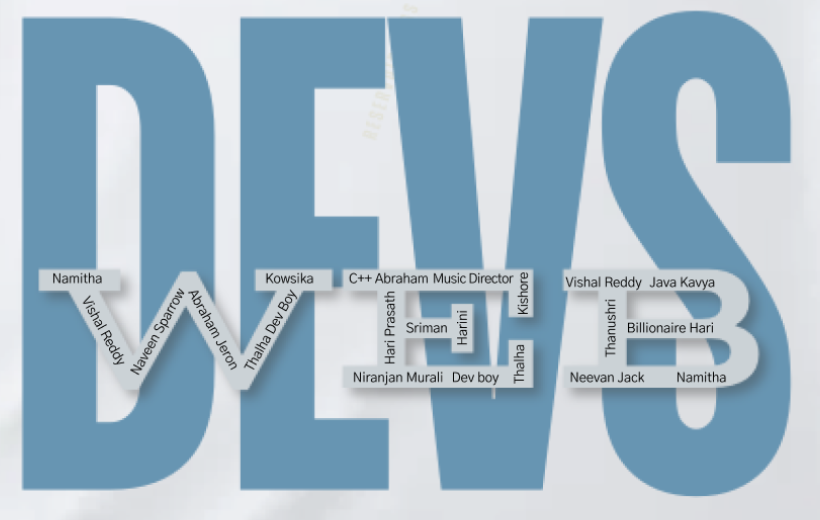 DEVS
WEB
Namitha
Vishal Reddy
Naveen Sparrow
Abraham Jeron
Thalha Dev Boy
Kowsika
C++ Abraham Music Director
Kishore
Hari Prasath
Sriman
Harini
Thalha
Niranjan Murali Dev boy
Vishal Reddy Java Kavya
Thanushri
Billionaire Hari
Neevan Jack Namitha